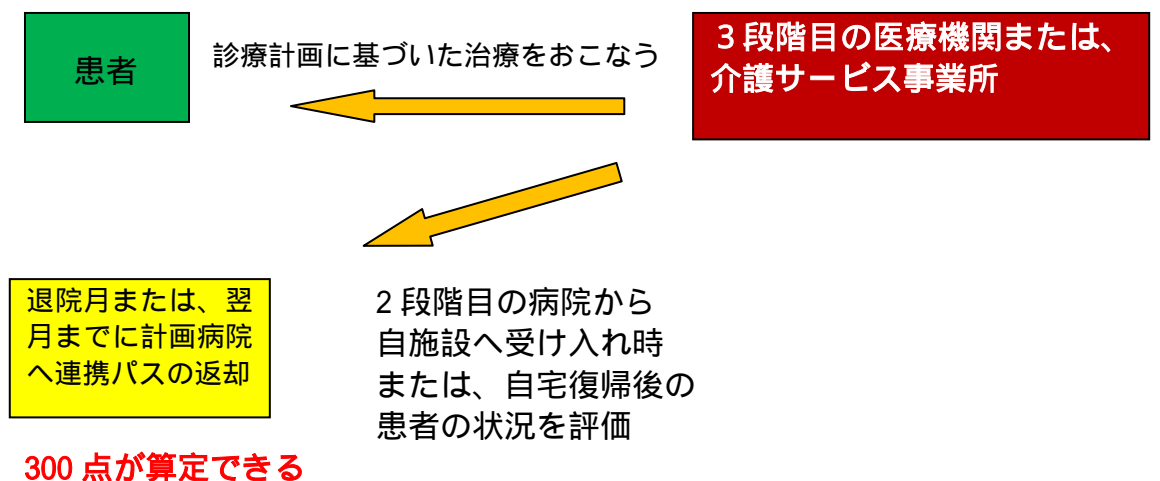 患者
診療計画に基づいた治療をおこなう
３段階目の医療機関または、
介護サービス事業所
退院月または、翌
月までに計画病院
へ連携パスの返却
2段階目の病院から
自施設へ受け入れ時
または、自宅復帰後の
患者の状況を評価
300点が算定できる